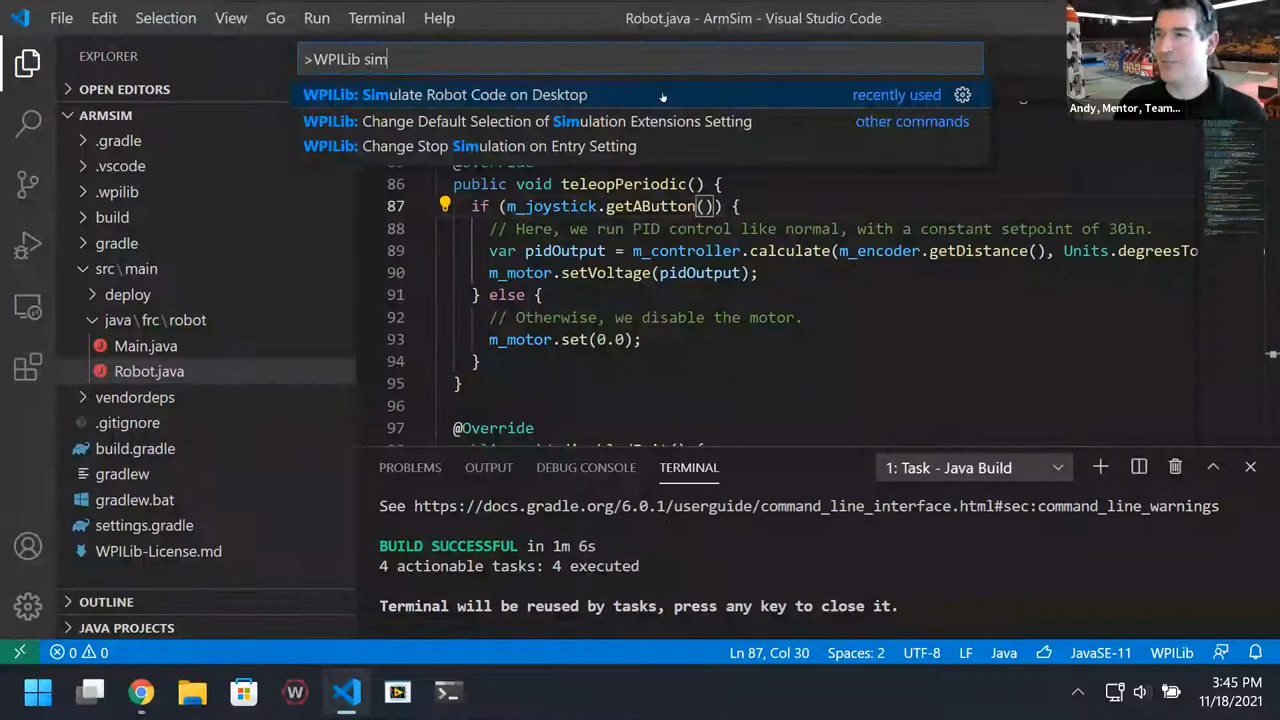 File Edit Selection View Go Run Terminal Help Robot.java - ArmSim - Visual Studio Code
EXPLORER
>WPILib sim
WPILib: Simulate Robot Code on Desktop recently used
WPILib: Change Default Selection of Simulation Extensions Setting other commands
WPILib: Change Stop Simulation on Entry Setting
Andy, Mentor, Team...
OPEN EDITORS
ARMSIM
.gradle
.vscode
.wpilib
build
gradle
src\main
deploy
java\frc\robot
Main.java
Robot.java
vendordeps
.gitignore
build.gradle
gradlew
gradlew.bat
settings.gradle
WPILib-License.md
OUTLINE
JAVA PROJECTS
86 public void teleopPeriodic() {
87 if (m_joystick.getAButton()) {
88 // Here, we run PID control like normal, with a constant setpoint of 30in.
89 var pidOutput = m_controller.calculate(m_encoder.getDistance(), Units.degreesTo
90 m_motor.setVoltage(pidOutput);
91 } else {
92 // Otherwise, we disable the motor.
93 m_motor.set(0.0);
94 }
95 }
96
97 @Override
PROBLEMS OUTPUT DEBUG CONSOLE TERMINAL 1: Task - Java Build
See https://docs.gradle.org/6.0.1/userguide/command_line_interface.html#sec:command_line_warnings
BUILD SUCCESSFUL in 1m 6s
4 actionable tasks: 4 executed
Terminal will be reused by tasks, press any key to close it.
0 0 Ln 87, Col 30 Spaces: 2 UTF-8 LF Java JavaSE-11 WPILib
W
3:45 PM
11/18/2021